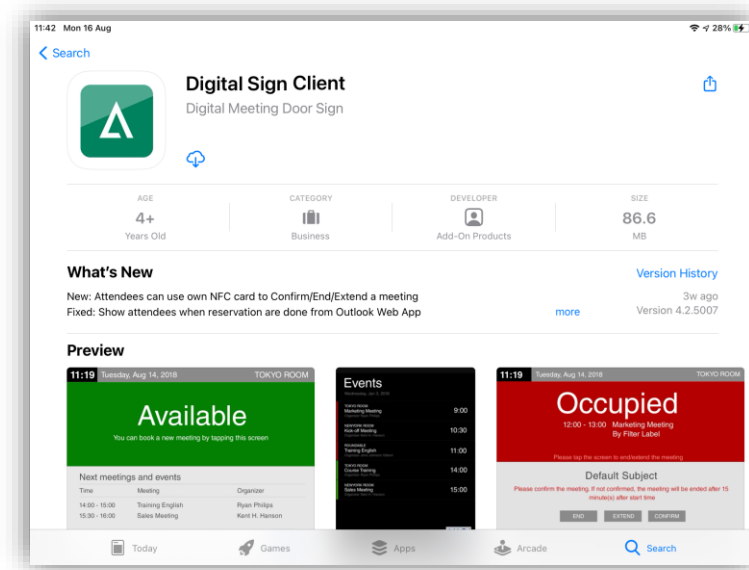 11:42 Mon 16 Aug
28%
Search
Digital Sign Client
Digital Meeting Door Sign
AGE
4+
Years Old
CATEGORY
Business
DEVELOPER
Add-On Products
SIZE
86.6
MB
What's New
Version History
New: Attendees can use own NFC card to Confirm/End/Extend a meeting
3w ago
Fixed: Show attendees when reservation are done from Outlook Web App
more
Version 4.2.5007
Preview
11:19 Tuesday, Aug 14, 2018 TOKYO ROOM
Available
You can book a new meeting by tapping this screen
Next meetings and events
Time Meeting Organizer
14:00 - 15:00 Training English Ryan Philips
15:30 - 16:00 Sales Meeting Kent H. Hanson
Events
TOKYO ROOM
Marketing Meeting 9:00
Kick-off Meeting 10:30
Training English 11:00
TOKYO ROOM
Course Training 14:00
Sales Meeting 15:00
11:19 Tuesday, Aug 14, 2018 TOKYO ROOM
Occupied
12:00 - 13:00 Marketing Meeting
By Filter Label
Please tap the screen to end/extend the meeting
Default Subject
Please confirm the meeting. If not confirmed, the meeting will be ended after 15
minute(s) after start time
END EXTEND CONFIRM
Today
Games
Apps
Arcade
Search